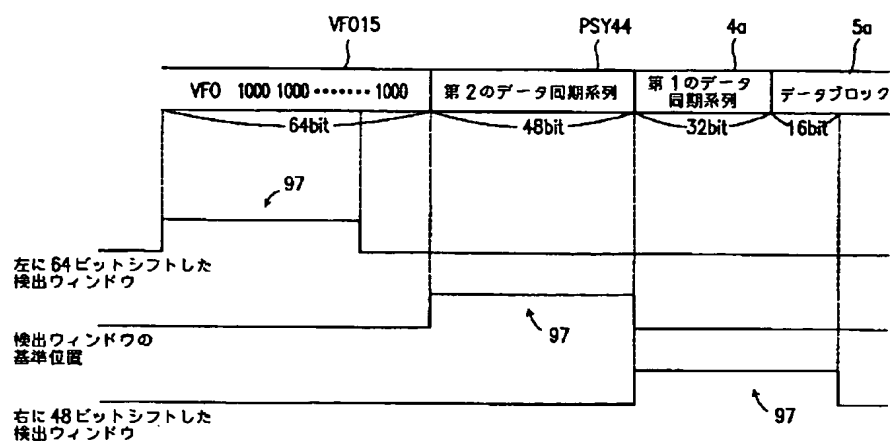 VFO15
PSY44
4a
5a
VFO 1000 1000 ······· 1000
第2のデータ同期系列
第1のデータ
同期系列
データブロック
64bit
48bit
32bit
16bit
97
左に64ビットシフトした
検出ウィンドウ
97
検出ウィンドウの
基準位置
97
右に48ビットシフトした
検出ウィンドウ